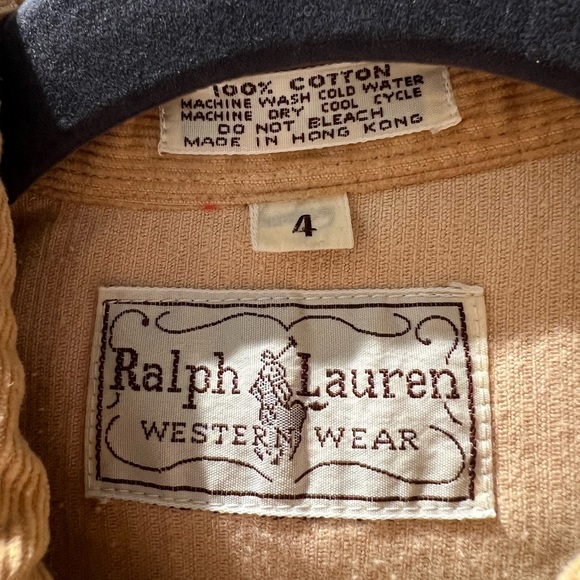 100% COTTON
MACHINE WASH COLD WATER
MACHINE DRY COOL CYCLE
DO NOT BLEACH
MADE IN HONG KONG
4
Ralph Lauren
WESTERN WEAR